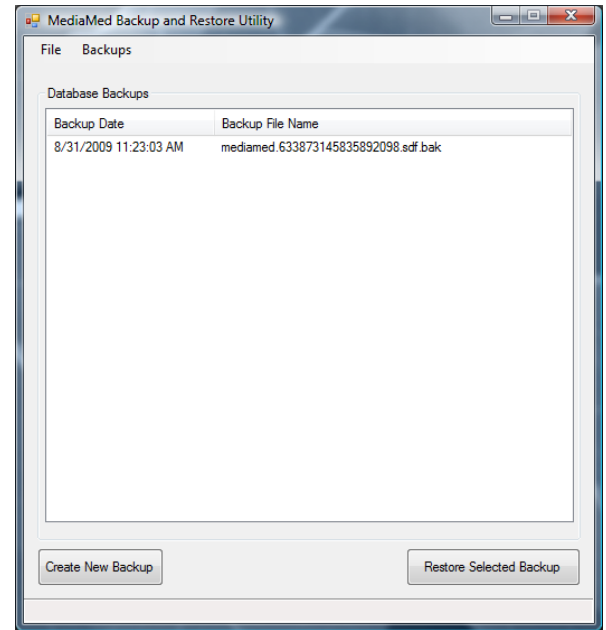 MediaMed Backup and Restore Utility
File Backups
Database Backups
Backup Date Backup File Name
8/31/2009 11:23:03 AM mediamed.633873145835892098.sdf.bak
Create New Backup Restore Selected Backup